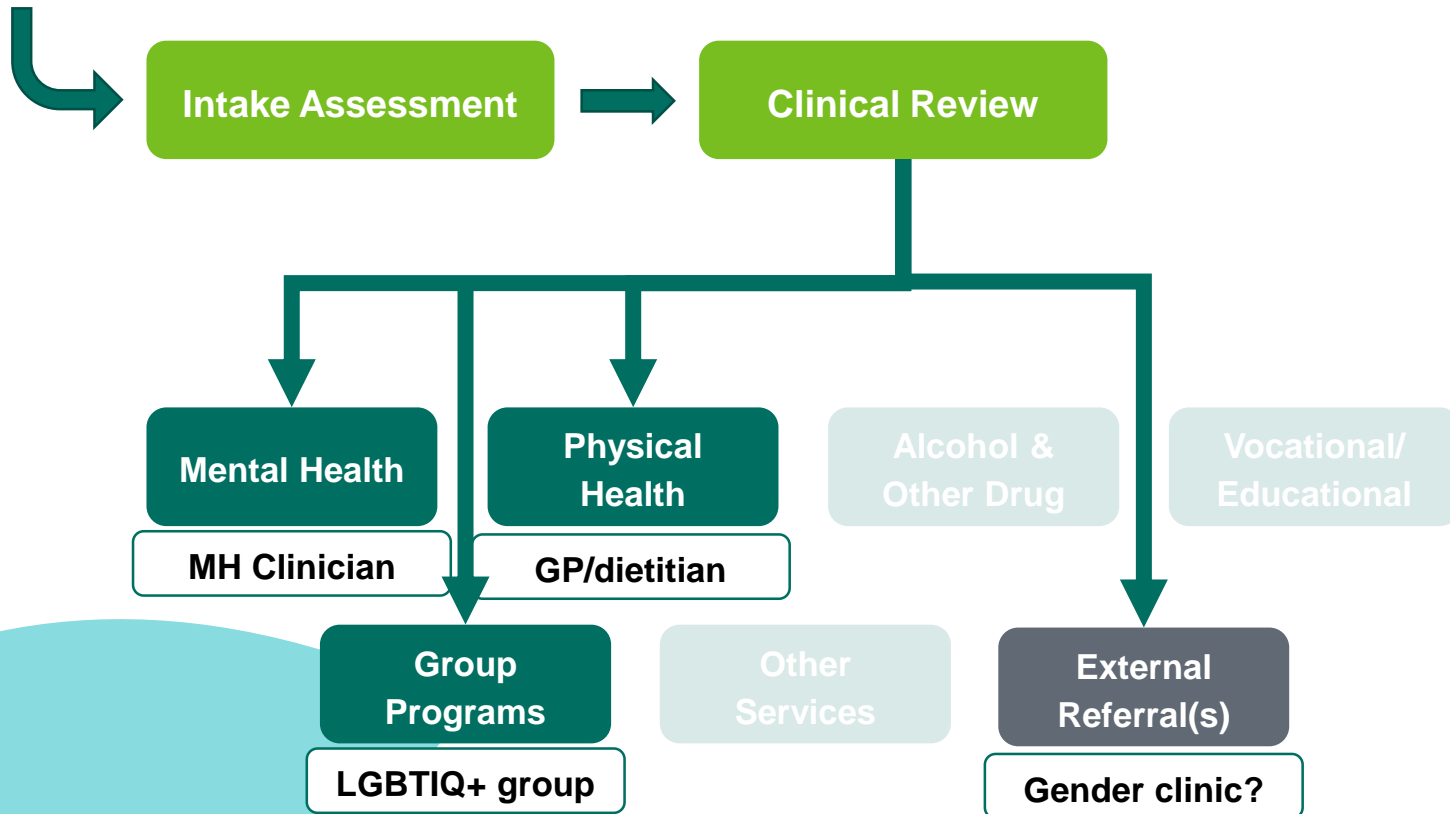 Intake Assessment
Clinical Review
Mental Health
Physical
Health
Alcohol &
Other Drug
Vocational/
Educational
MH Clinician
GP/dietitian
Group
Programs
Other
Services
External
Referral(s)
LGBTIQ+ group
Gender clinic?